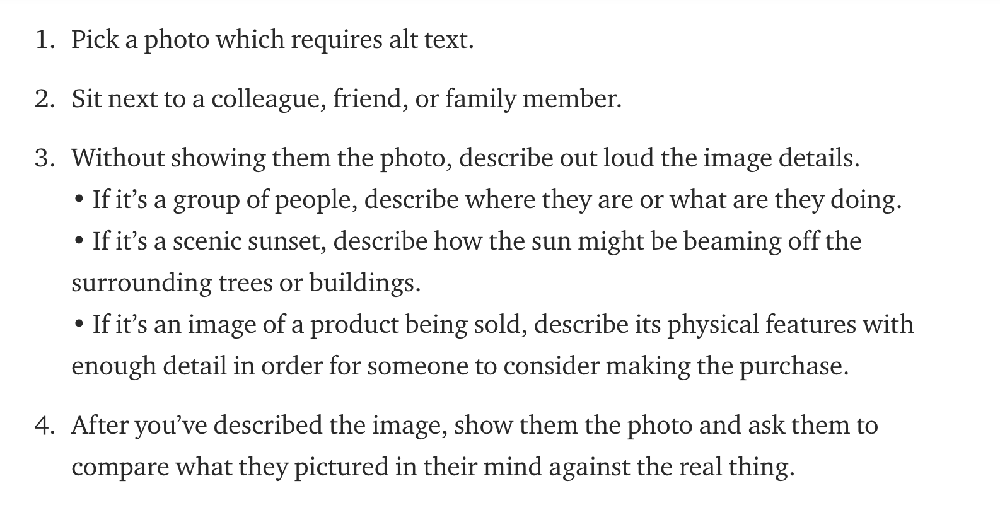 1. Pick a photo which requires alt text.
2. Sit next to a colleague, friend, or family member.
3. Without showing them the photo, describe out loud the image details.
• If it’s a group of people, describe where they are or what are they doing.
• If it’s a scenic sunset, describe how the sun might be beaming off the
surrounding trees or buildings.
• If it’s an image of a product being sold, describe its physical features with
enough detail in order for someone to consider making the purchase.
4. After you’ve described the image, show them the photo and ask them to
compare what they pictured in their mind against the real thing.